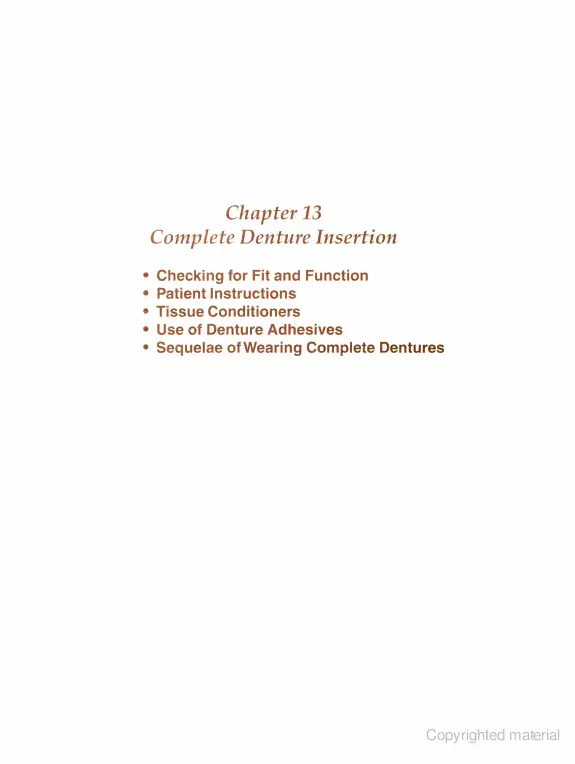 Chapter 13
Complete Denture Insertion
• Checking for Fit and Function
• Patient Instructions
• Tissue Conditioners
• Use of Denture Adhesives
• Sequelae of Wearing Complete Dentures
Copyrighted material